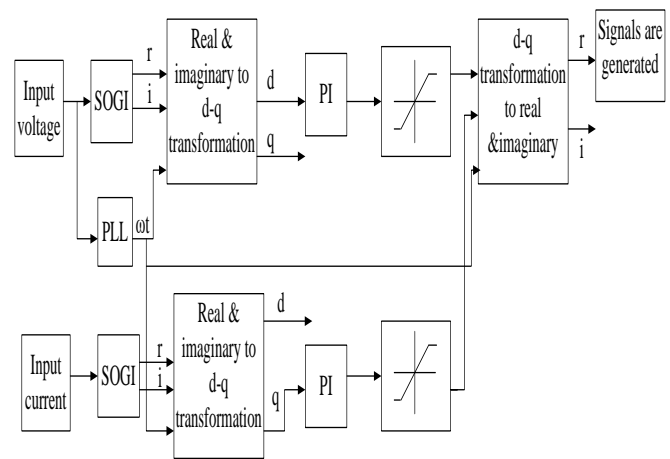 Input
voltage
SOGI
r
i
Real &
imaginary to
d-q
transformation
d
q
PI
d-q
transformation
to real
&imaginary
r
i
Signals are
generated
PLL
ωt
Input
current
SOGI
r
i
Real &
imaginary to
d-q
transformation
d
q
PI